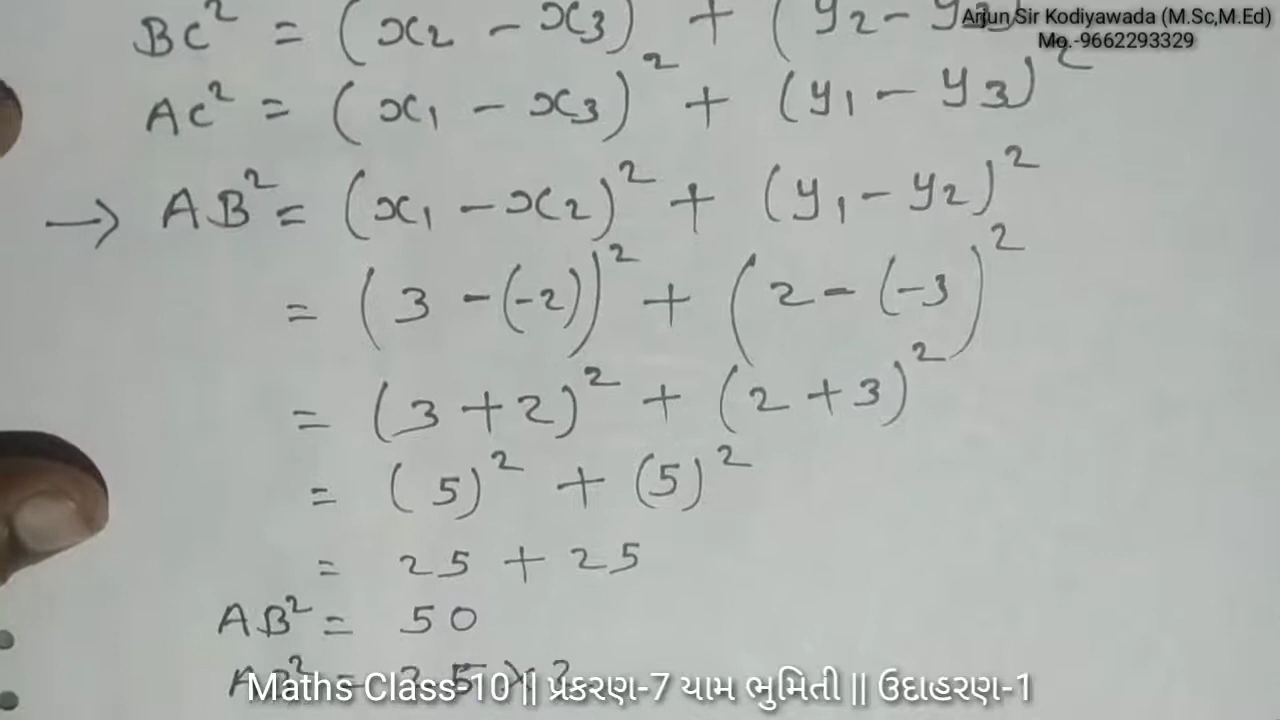 Arjun Sir Kodiyawada (M.Sc,M.Ed)
Mo.-9662293329
BC² = (x₂ - x₃) + (y₂ - y₃)
AC² = (x₁ - x₃)² + (y₁ - y₃)²
→ AB² = (x₁ - x₂)² + (y₁ - y₂)²
= (3 - (-2))² + (2 - (-3)²
= (3 + 2)² + (2 + 3)²
= (5)² + (5)²
= 25 + 25
AB² = 50
AB² = 25 × 2
Maths Class-10 || પ્રકરણ-7 યામ ભુમિતી || ઉદાહરણ-1